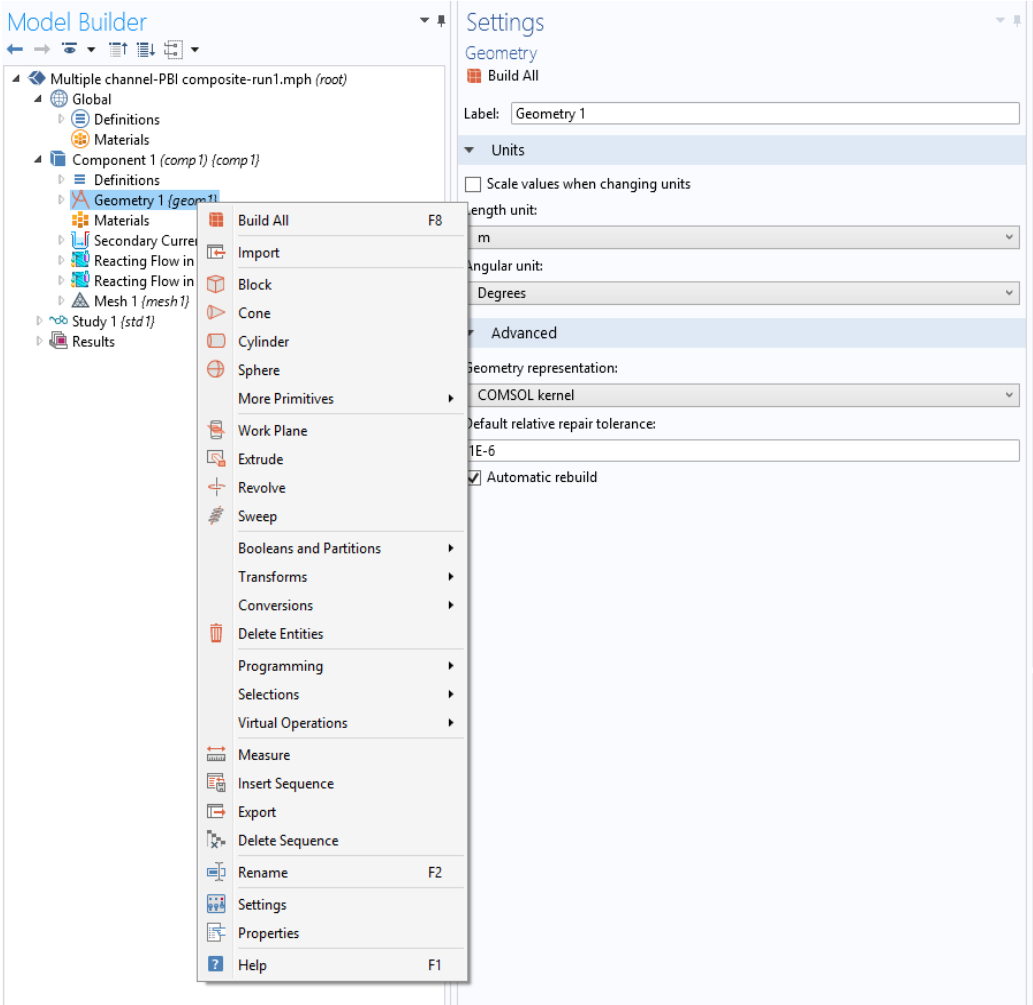 Model Builder
Multiple channel-PBI composite-run1.mph (root)
Global
Definitions
Materials
Component 1 (comp1) {comp1}
Definitions
Geometry 1 {geom1}
Materials
Secondary Curre
Reacting Flow in
Reacting Flow in
Mesh 1 {mesh1}
Study 1 {std1}
Results
Build All F8
Import
Block
Cone
Cylinder
Sphere
More Primitives
Work Plane
Extrude
Revolve
Sweep
Booleans and Partitions
Transforms
Conversions
Delete Entities
Programming
Selections
Virtual Operations
Measure
Insert Sequence
Export
Delete Sequence
Rename F2
Settings
Properties
Help F1
Settings
Geometry
Build All
Label: Geometry 1
Units
Scale values when changing units
Length unit:
m
Angular unit:
Degrees
Advanced
Geometry representation:
COMSOL kernel
Default relative repair tolerance:
1E-6
Automatic rebuild